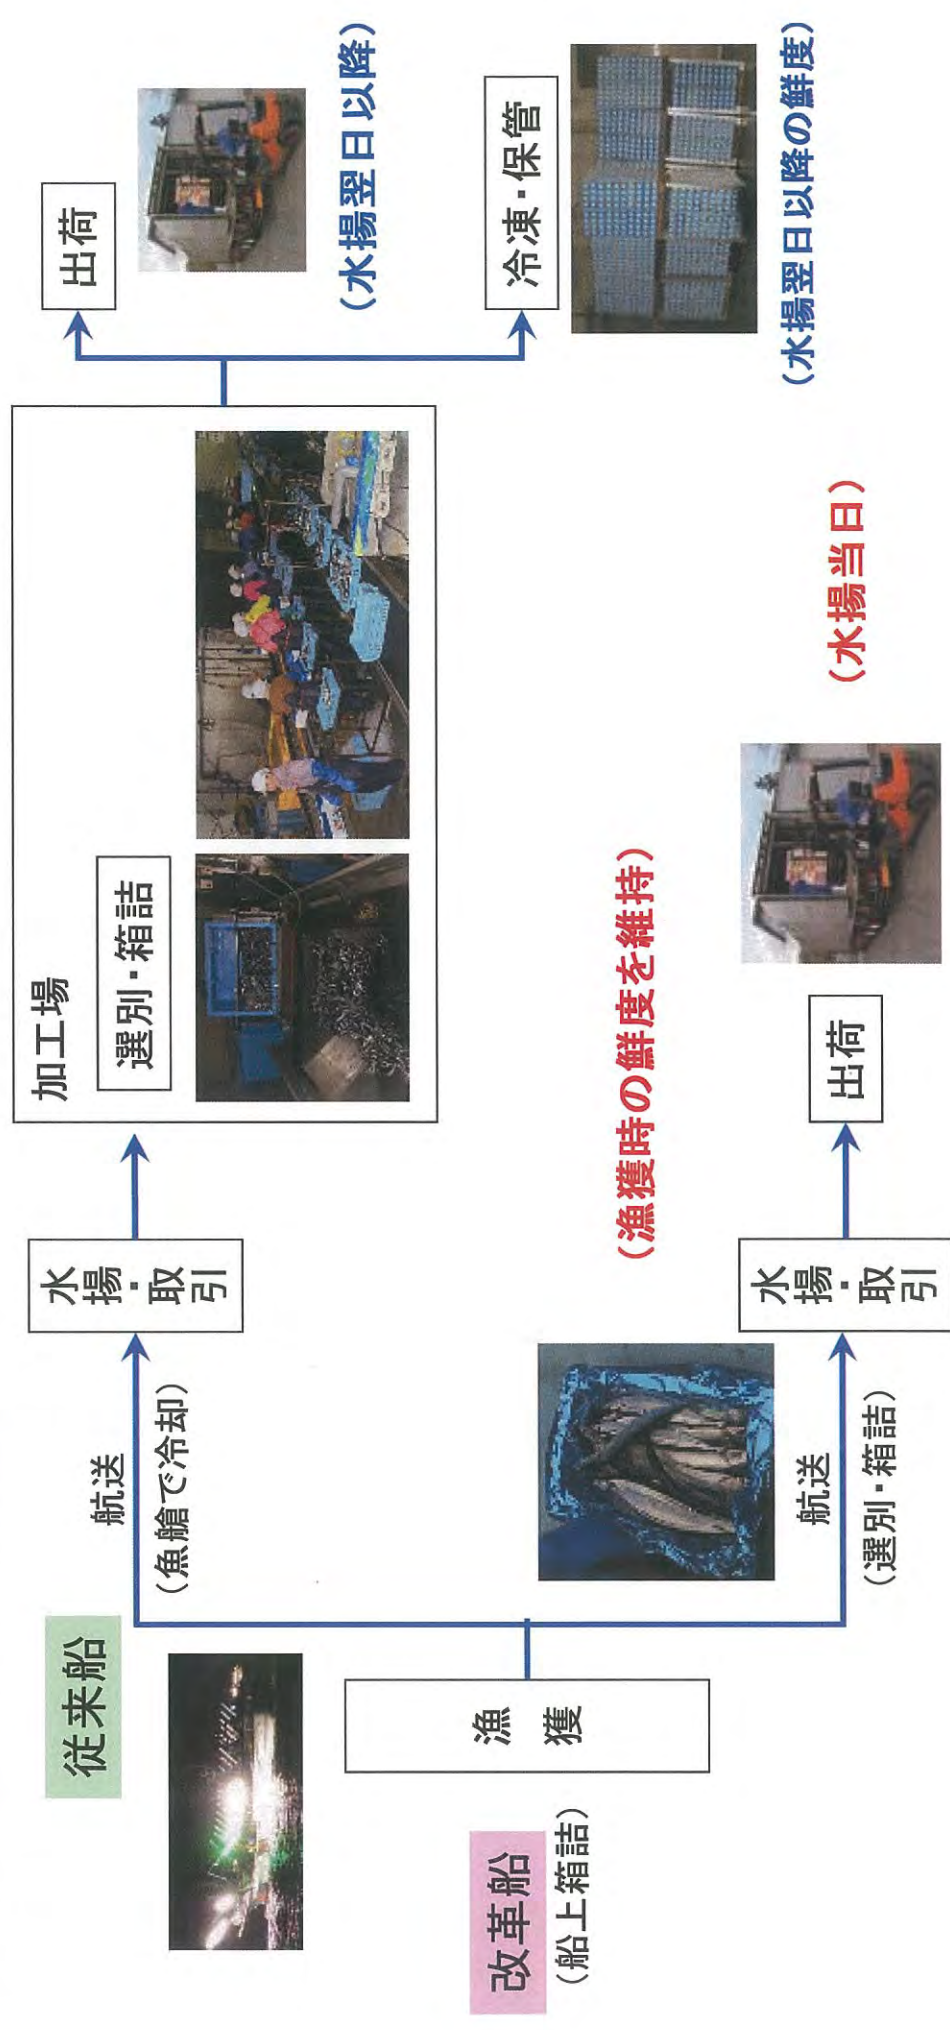 従来船
航送
（魚艙で冷却）
水揚・取引
加工場
選別・箱詰
出荷
（水揚翌日以降）
冷凍・保管
（水揚翌日以降の鮮度）
漁獲
改革船
（船上箱詰）
航送
（選別・箱詰）
（漁獲時の鮮度を維持）
水揚・取引
出荷
（水揚当日）